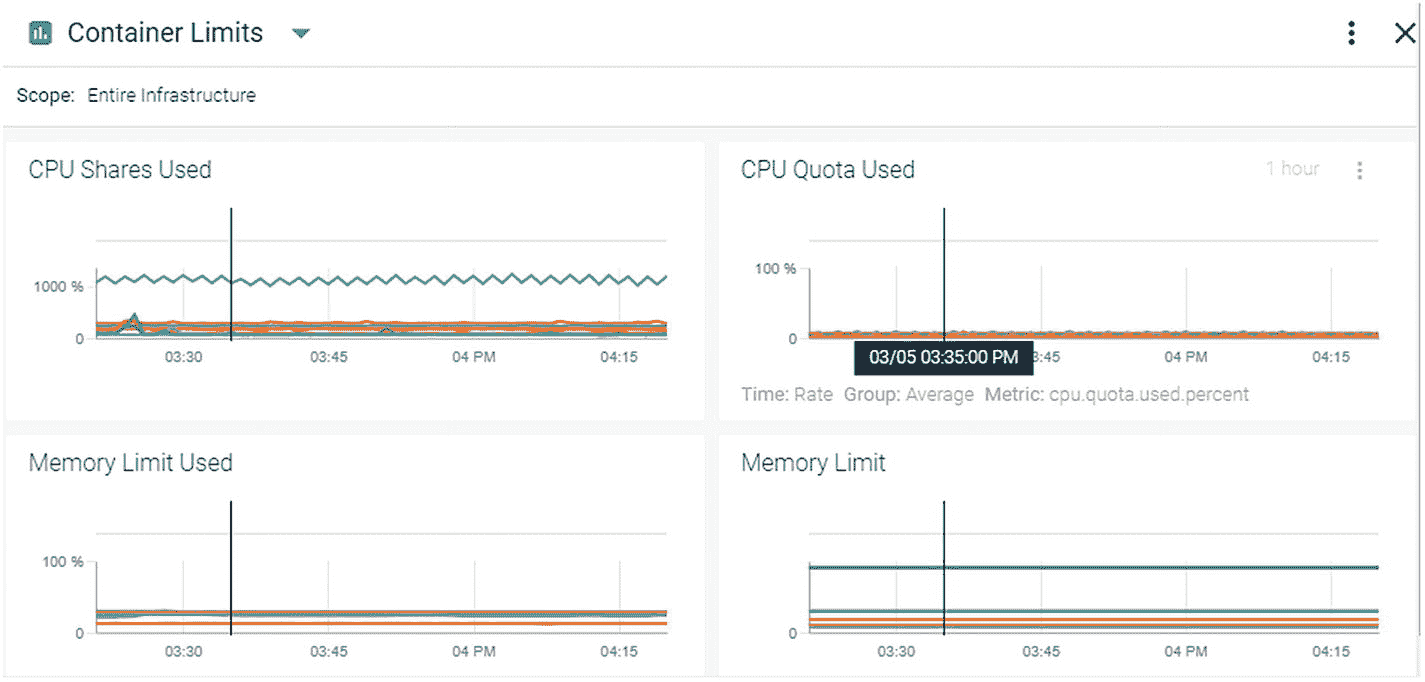 Container Limits
Scope: Entire Infrastructure
CPU Shares Used
1000 %
0
03:30 03:45 04 PM 04:15
CPU Quota Used 1 hour
100 %
0
03/05 03:35:00 PM 3:45 04 PM 04:15
Time: Rate Group: Average Metric: cpu.quota.used.percent
Memory Limit Used
100 %
0
03:30 03:45 04 PM 04:15
Memory Limit
0
03:30 03:45 04 PM 04:15